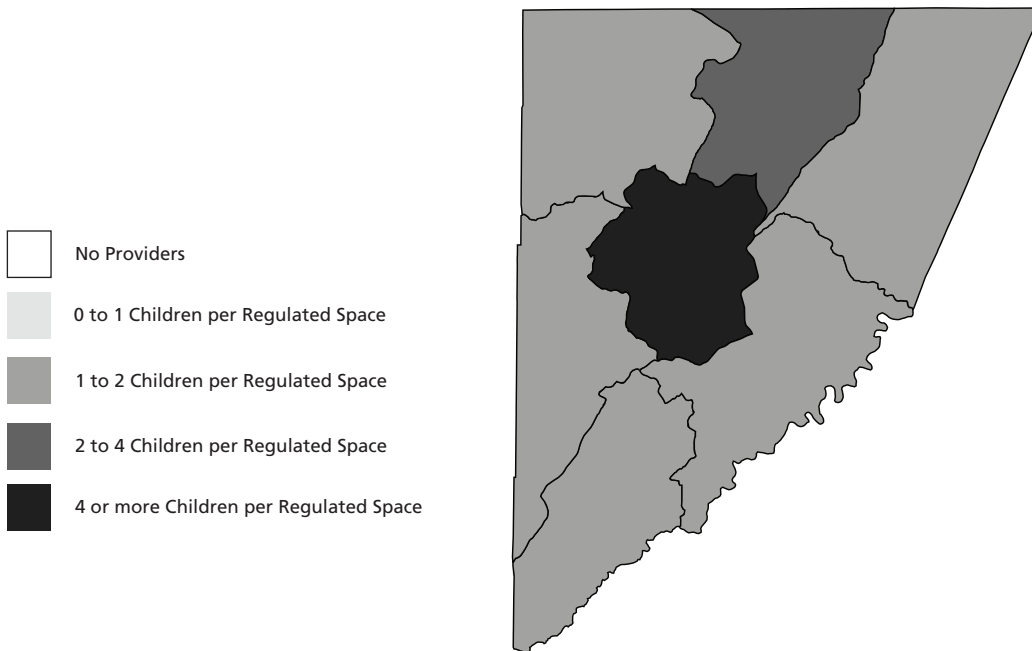 No Providers
0 to 1 Children per Regulated Space
1 to 2 Children per Regulated Space
2 to 4 Children per Regulated Space
4 or more Children per Regulated Space